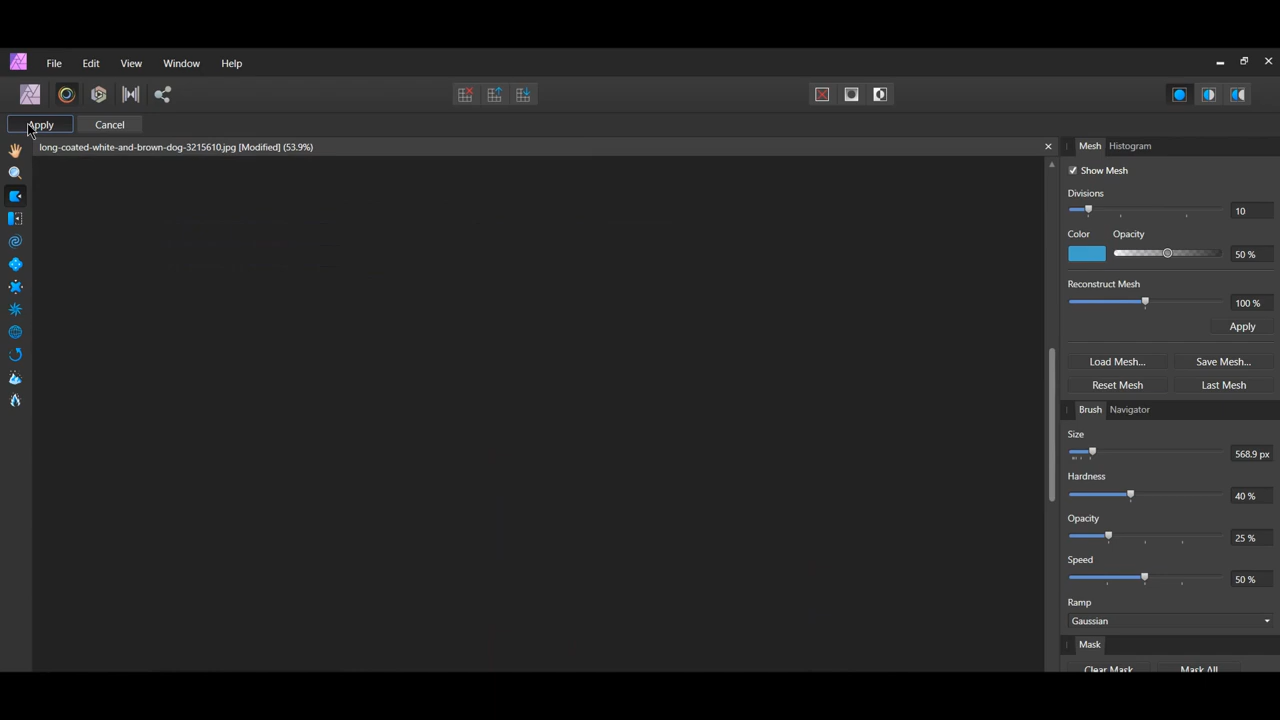 File Edit View Window Help
Apply Cancel
long-coated-white-and-brown-dog-3215610.jpg [Modified] (53.9%)
Mesh Histogram
Show Mesh
Divisions
10
Color Opacity
50 %
Reconstruct Mesh
100 %
Apply
Load Mesh... Save Mesh...
Reset Mesh Last Mesh
Brush Navigator
Size
568.9 px
Hardness
40 %
Opacity
25 %
Speed
50 %
Ramp
Gaussian
Mask
Clear Mask Mask All